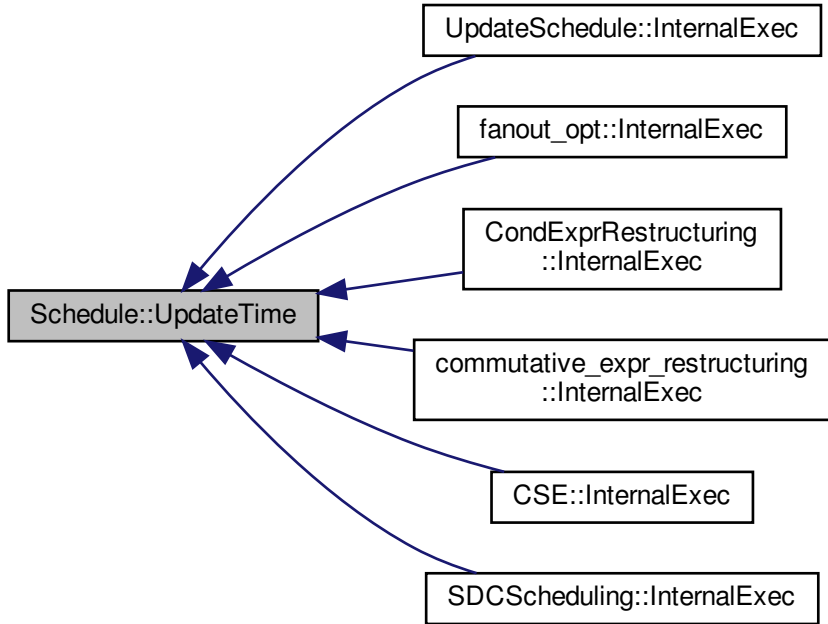 UpdateSchedule::InternalExec
fanout_opt::InternalExec
CondExprRestructuring
::InternalExec
Schedule::UpdateTime
commutative_expr_restructuring
::InternalExec
CSE::InternalExec
SDCScheduling::InternalExec